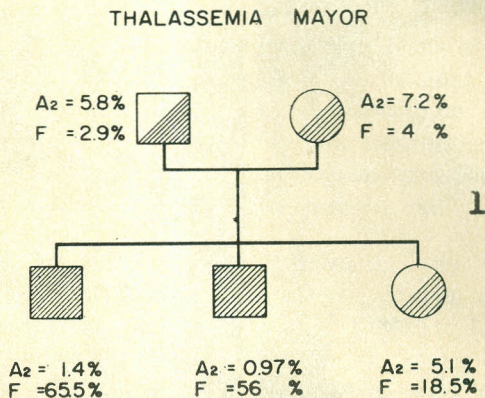 THALASSEMIA MAYOR
A2 = 5.8% A2 = 7.2%
F = 2.9% F = 4 %
1
A2 = 1.4% A2 = 0.97% A2 = 5.1%
F = 65.5% F = 56 % F = 18.5%